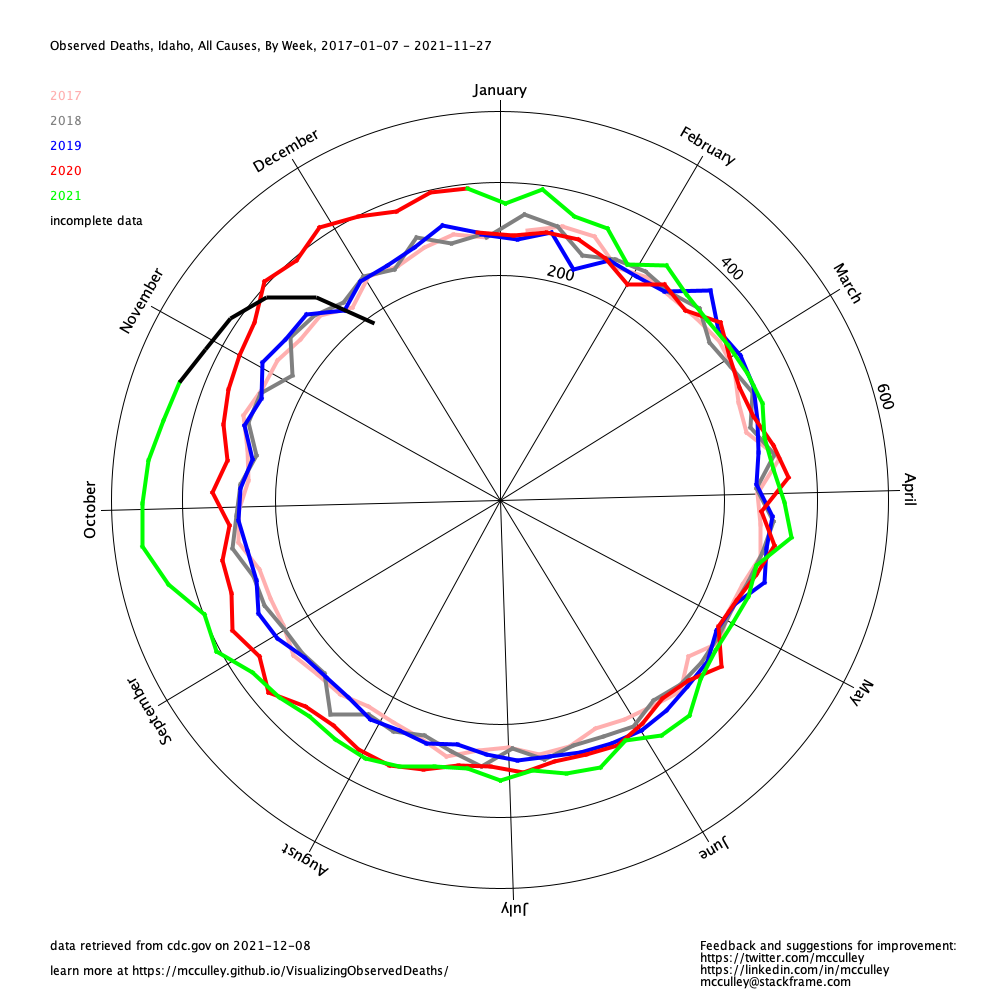 Observed Deaths, Idaho, All Causes, By Week, 2017-01-07 - 2021-11-27
2017
2018
2019
2020
2021
incomplete data
January
February
March
April
May
June
July
August
September
October
November
December
200
400
600
data retrieved from cdc.gov on 2021-12-08
learn more at https://mcculley.github.io/VisualizingObservedDeaths/
Feedback and suggestions for improvement:
https://twitter.com/mcculley
https://linkedin.com/in/mcculley
mcculley@stackframe.com